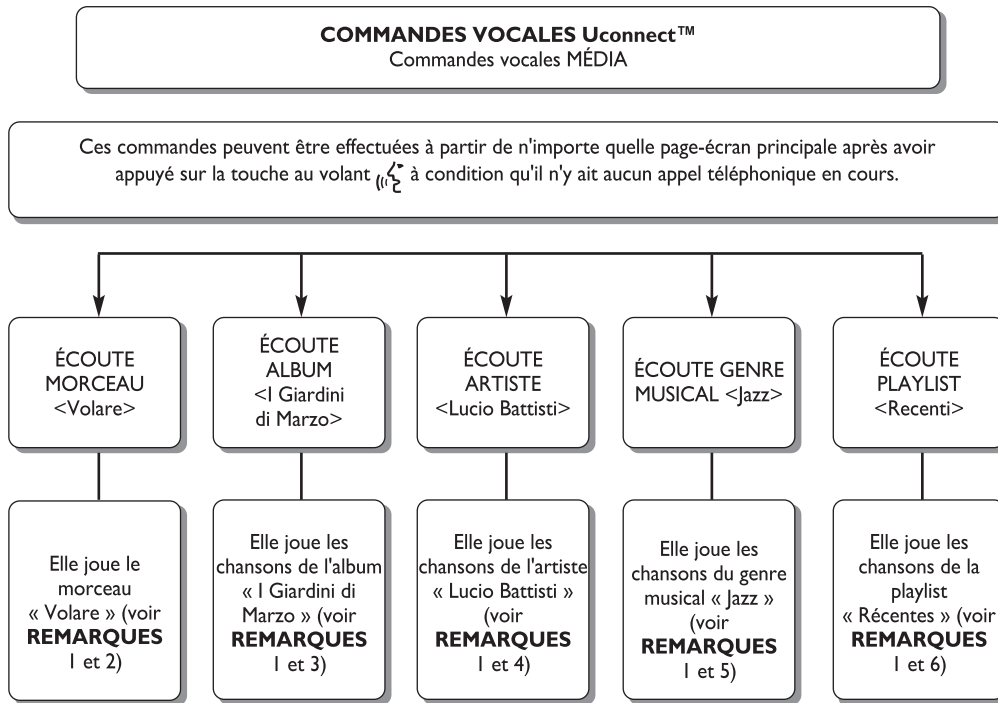 COMMANDES VOCALES Uconnect™
Commandes vocales MÉDIA
Ces commandes peuvent être effectuées à partir de n'importe quelle page-écran principale après avoir
appuyé sur la touche au volant à condition qu'il n'y ait aucun appel téléphonique en cours.
ÉCOUTE
MORCEAU
<Volare>
ÉCOUTE
ALBUM
<I Giardini
di Marzo>
ÉCOUTE
ARTISTE
<Lucio Battisti>
ÉCOUTE GENRE
MUSICAL <Jazz>
ÉCOUTE
PLAYLIST
<Recenti>
Elle joue le
morceau
« Volare » (voir
REMARQUES
1 et 2)
Elle joue les
chansons de l'album
« I Giardini di
Marzo » (voir
REMARQUES
1 et 3)
Elle joue les
chansons de l'artiste
« Lucio Battisti »
(voir
REMARQUES
1 et 4)
Elle joue les
chansons du genre
musical « Jazz »
(voir
REMARQUES
1 et 5)
Elle joue les
chansons de la
playlist
« Récentes » (voir
REMARQUES
1 et 6)